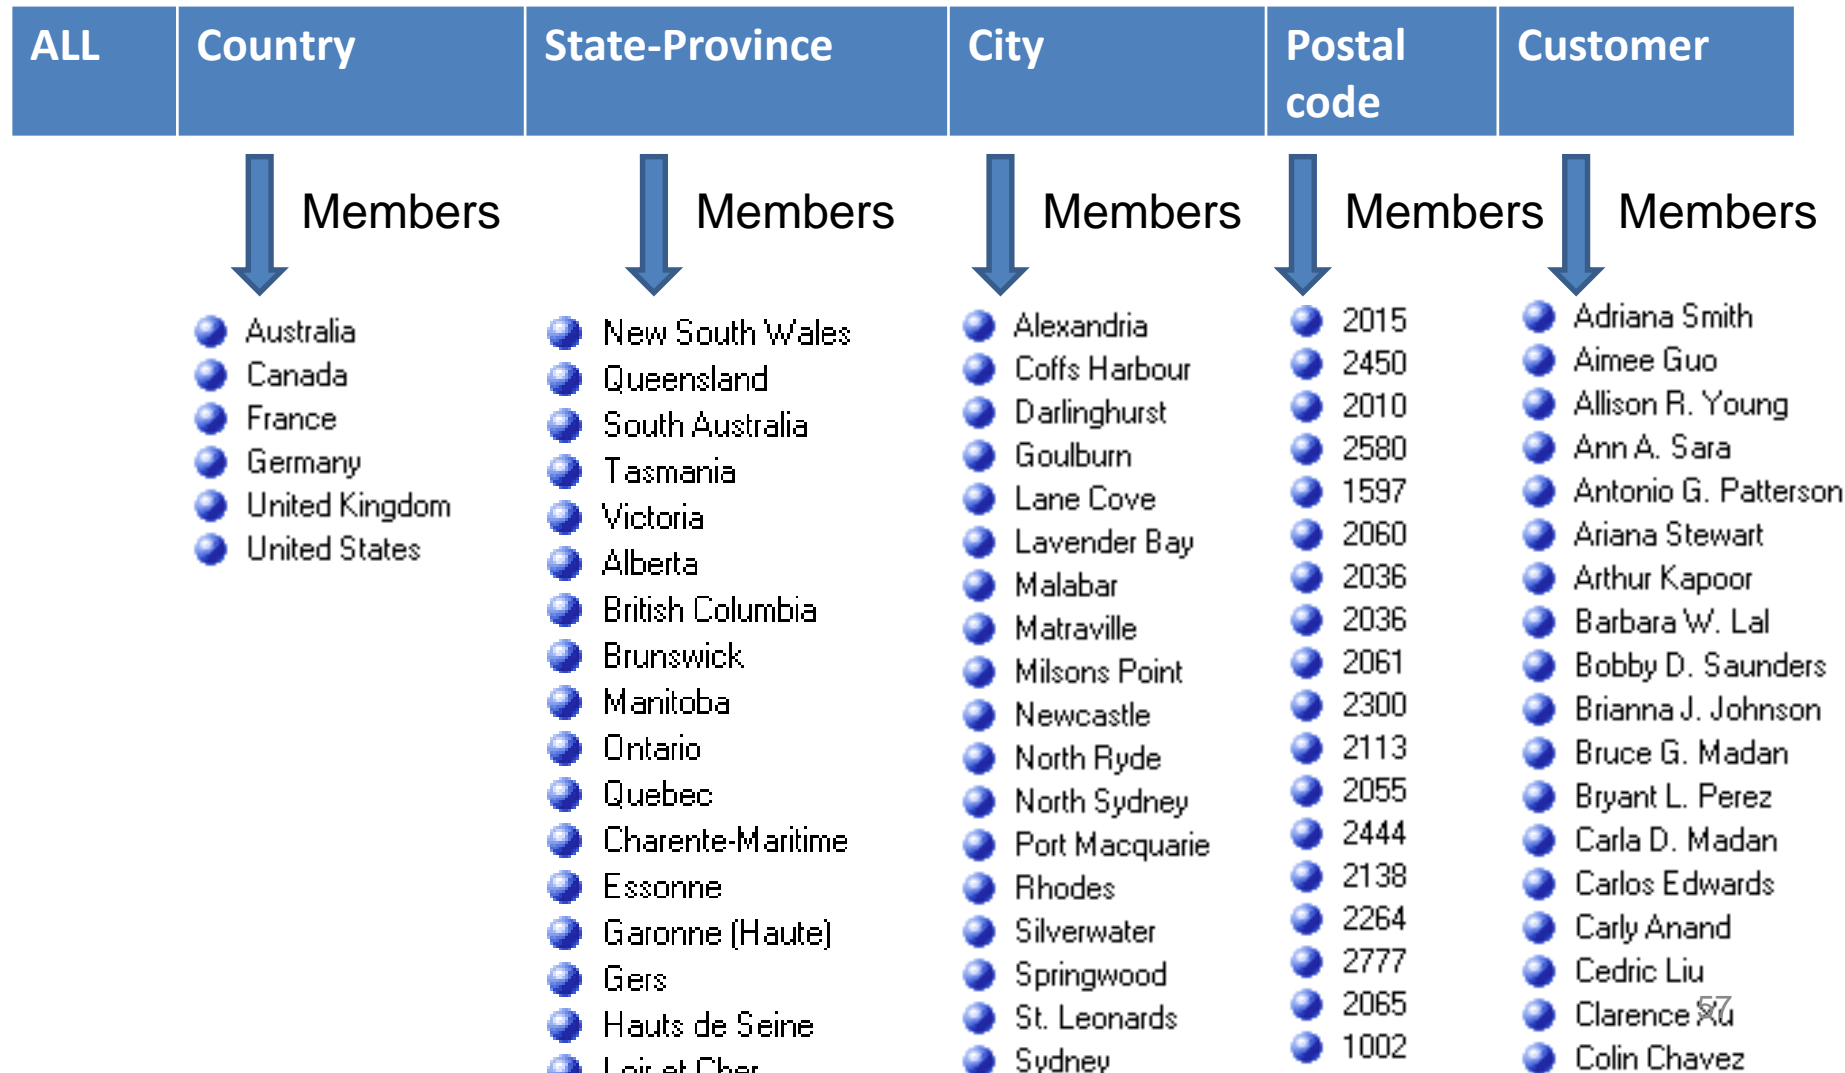 ALL
Country
State-Province
City
Postal
code
Customer
Members
Members
Members
Members
Members
Australia
Canada
France
Germany
United Kingdom
United States
New South Wales
Queensland
South Australia
Tasmania
Victoria
Alberta
British Columbia
Brunswick
Manitoba
Ontario
Quebec
Charente-Maritime
Essonne
Garonne (Haute)
Gers
Hauts de Seine
Loir et Cher
Alexandria
Coffs Harbour
Darlinghurst
Goulburn
Lane Cove
Lavender Bay
Malabar
Matraville
Milsons Point
Newcastle
North Ryde
North Sydney
Port Macquarie
Rhodes
Silverwater
Springwood
St. Leonards
Sydney
2015
2450
2010
2580
1597
2060
2036
2036
2061
2300
2113
2055
2444
2138
2264
2777
2065
1002
Adriana Smith
Aimee Guo
Allison R. Young
Ann A. Sara
Antonio G. Patterson
Ariana Stewart
Arthur Kapoor
Barbara W. Lal
Bobby D. Saunders
Brianna J. Johnson
Bruce G. Madan
Bryant L. Perez
Carla D. Madan
Carlos Edwards
Carly Anand
Cedric Liu
Clarence Xu
Colin Chavez
57